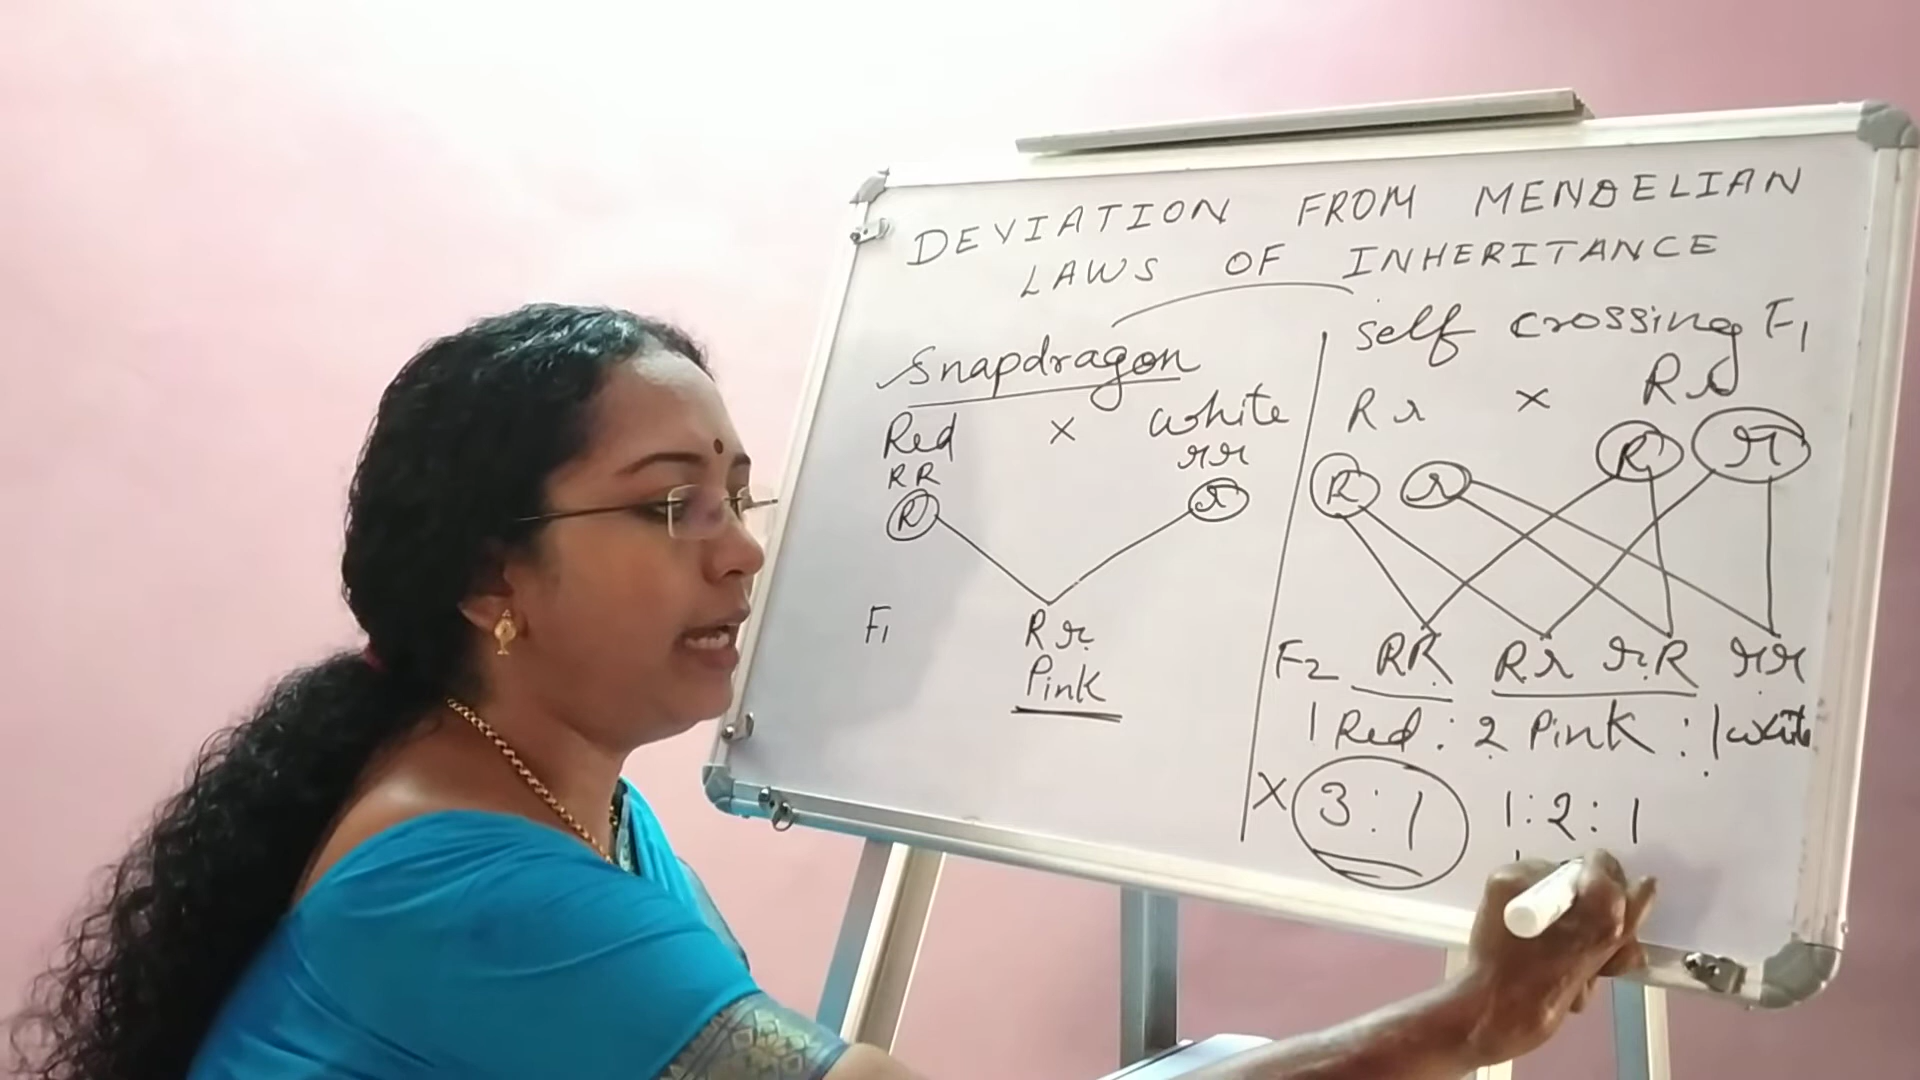 DEVIATION FROM MENDELIAN
LAWS OF INHERITANCE
Snapdragon
Red × white
RR rr
R r
F1 Rr
Pink
self crossing F1
Rr × Rr
R r R r
F2 RR Rr rR rr
1 Red : 2 Pink : 1 white
× 3:1 1:2:1